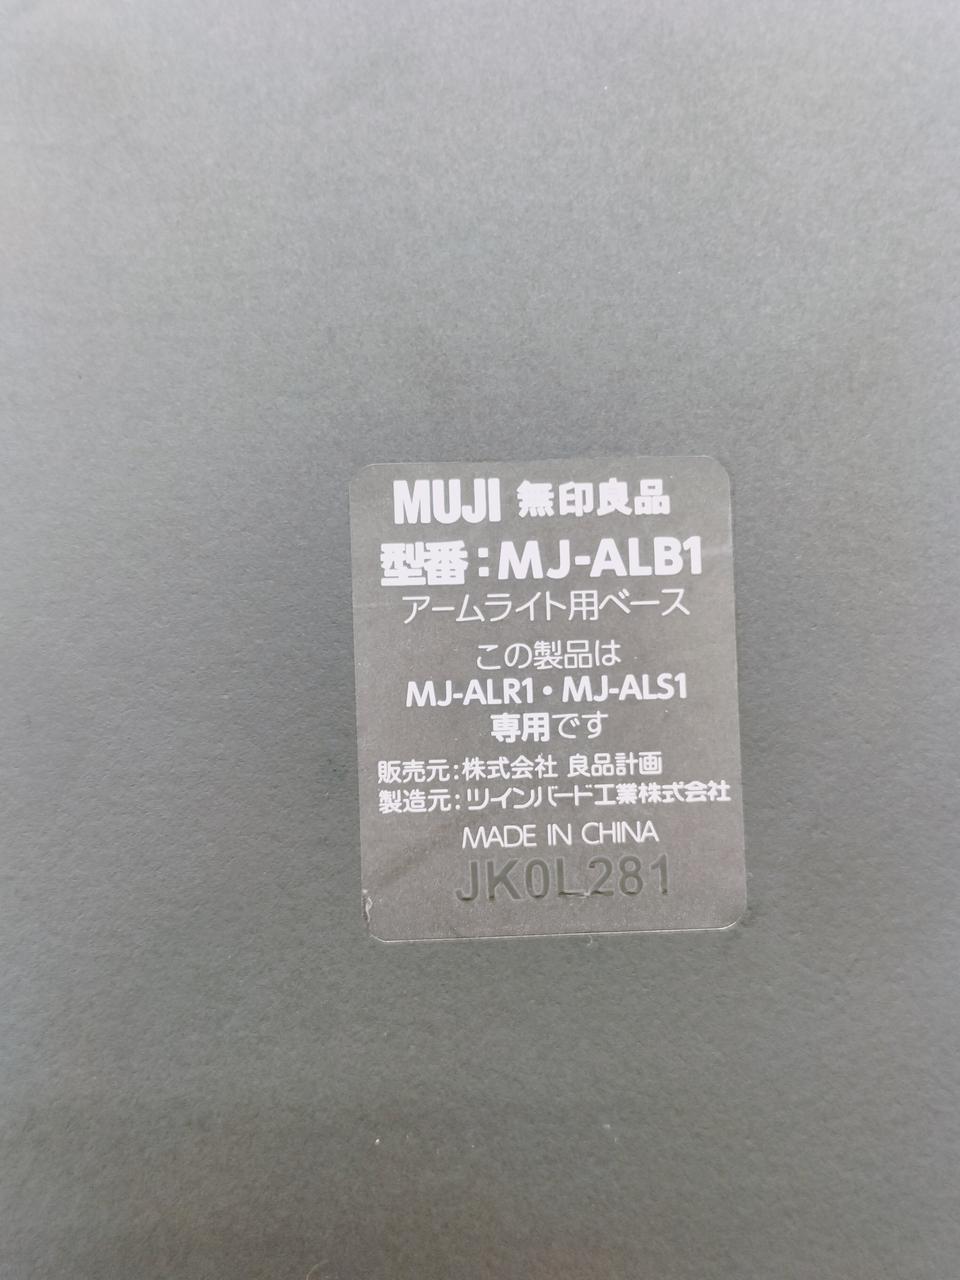 MUJI 無印良品
型番：MJ-ALB1
アームライト用ベース
この製品は
MJ-ALR1・MJ-ALS1
専用です
販売元：株式会社 良品計画
製造元：ツインバード工業株式会社
MADE IN CHINA
JK0L281